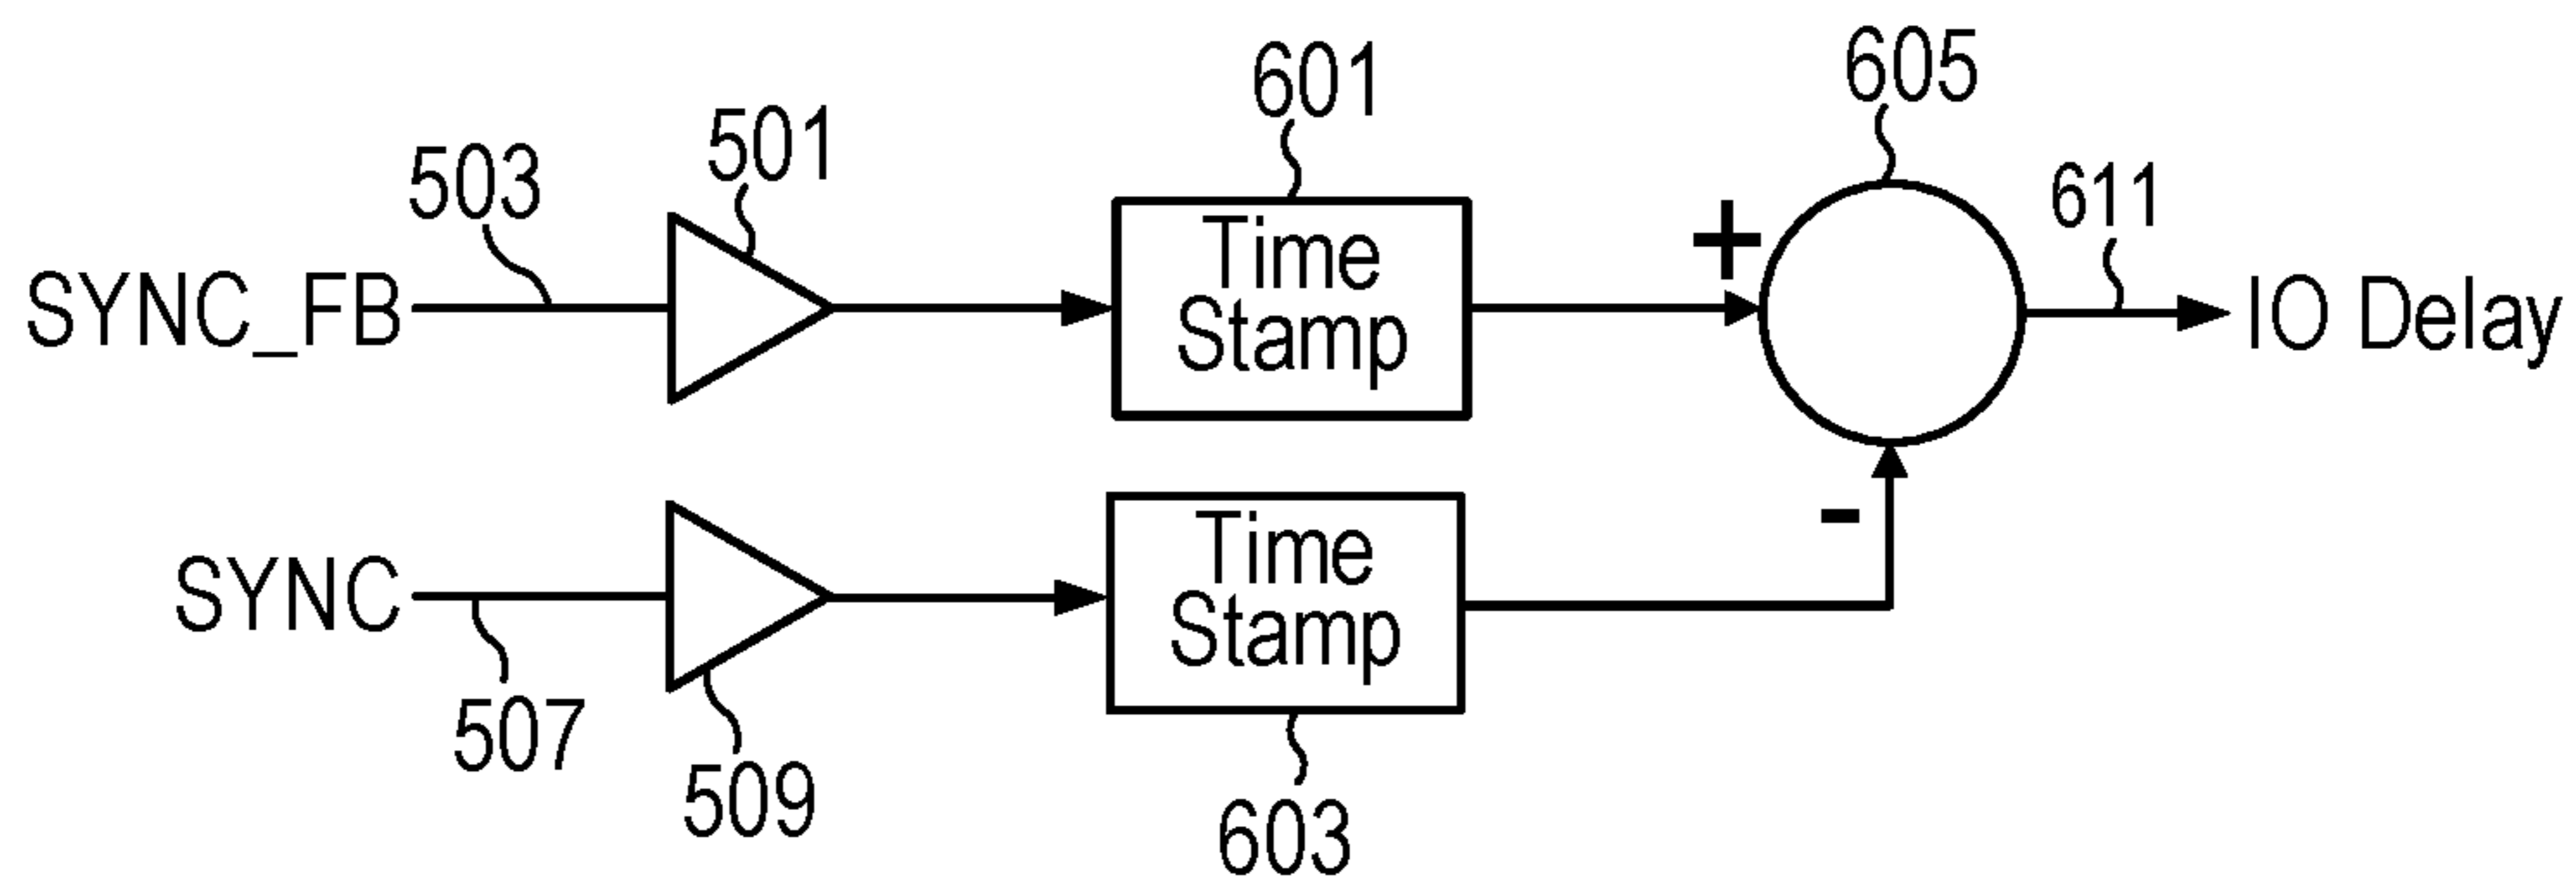 605
601
501
503
611
+
Time
Stamp
SYNC_FB
IO Delay
-
Time
Stamp
SYNC
507
509
603